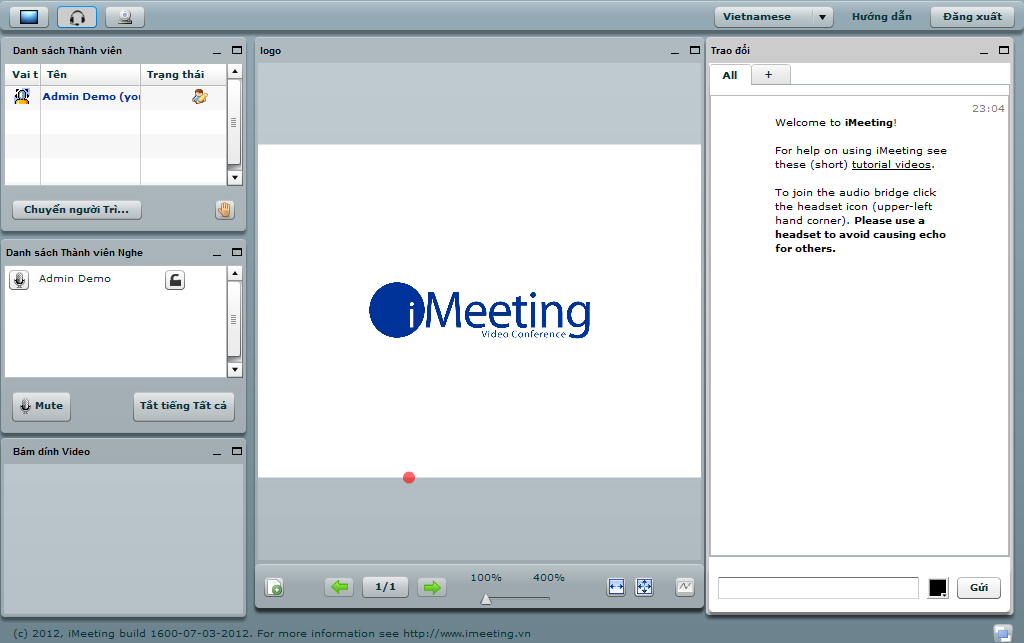 Vietnamese
Hướng dẫn
Đăng xuất
Danh sách Thành viên
Vai t Tên Trạng thái
Admin Demo (you
Chuyển người Trì...
Danh sách Thành viên Nghe
Admin Demo
Mute
Tắt tiếng Tất cả
Bám dính Video
logo
iMeeting
Video Conference
1/1
100% 400%
Trao đổi
All +
23:04
Welcome to iMeeting!
For help on using iMeeting see
these (short) tutorial videos.
To join the audio bridge click
the headset icon (upper-left
hand corner). Please use a
headset to avoid causing echo
for others.
Gửi
(c) 2012, iMeeting build 1600-07-03-2012. For more information see http://www.imeeting.vn